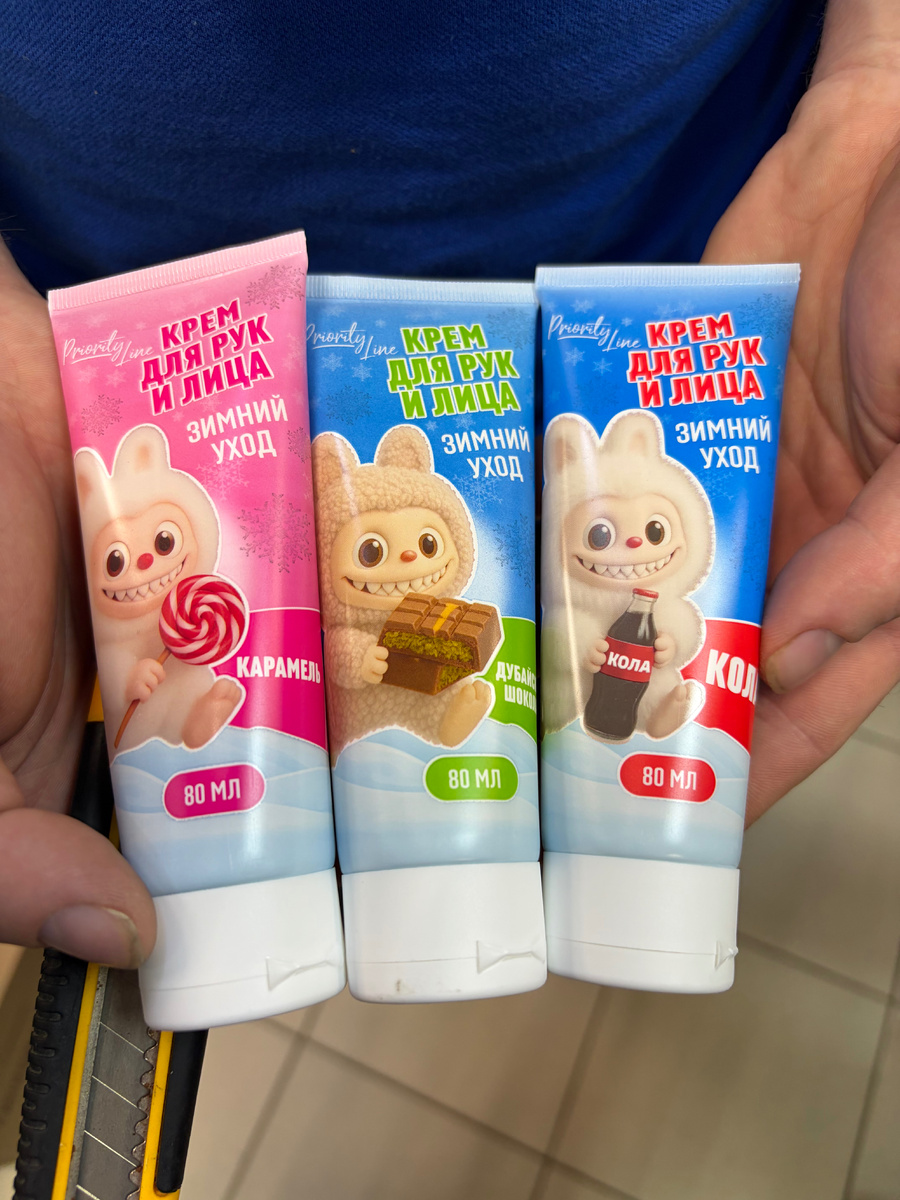 Priority Line
КРЕМ
ДЛЯ РУК
И ЛИЦА
ЗИМНИЙ
УХОД
КАРАМЕЛЬ
80 МЛ
Priority Line
КРЕМ
ДЛЯ РУК
И ЛИЦА
ЗИМНИЙ
УХОД
80 МЛ
Priority Line
КРЕМ
ДЛЯ РУК
И ЛИЦА
ЗИМНИЙ
УХОД
КОЛА
80 МЛ